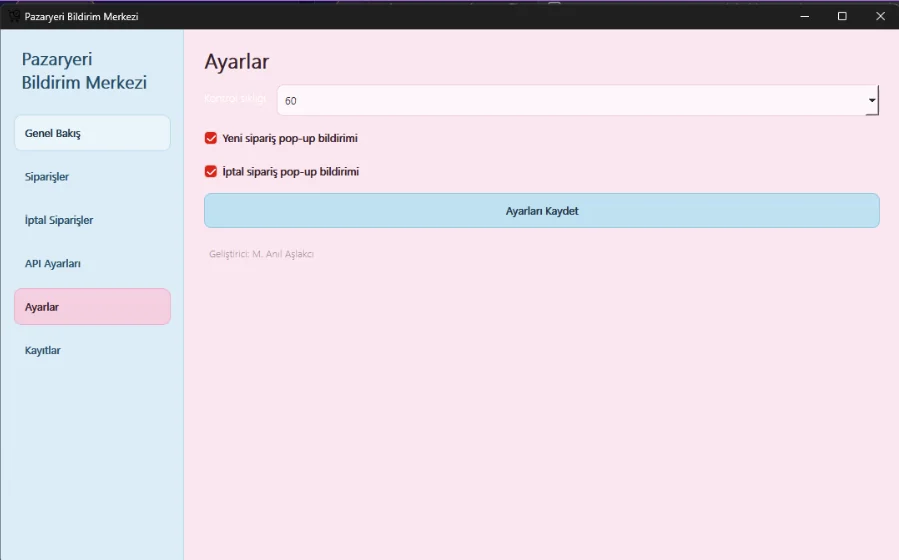 Pazaryeri Bildirim Merkezi
Pazaryeri
Bildirim Merkezi
Genel Bakış
Siparişler
İptal Siparişler
API Ayarları
Ayarlar
Kayıtlar
Ayarlar
Kontrol sıklığı
60
Yeni sipariş pop-up bildirimi
İptal sipariş pop-up bildirimi
Ayarları Kaydet
Geliştirici: M. Anıl Aşlakcı